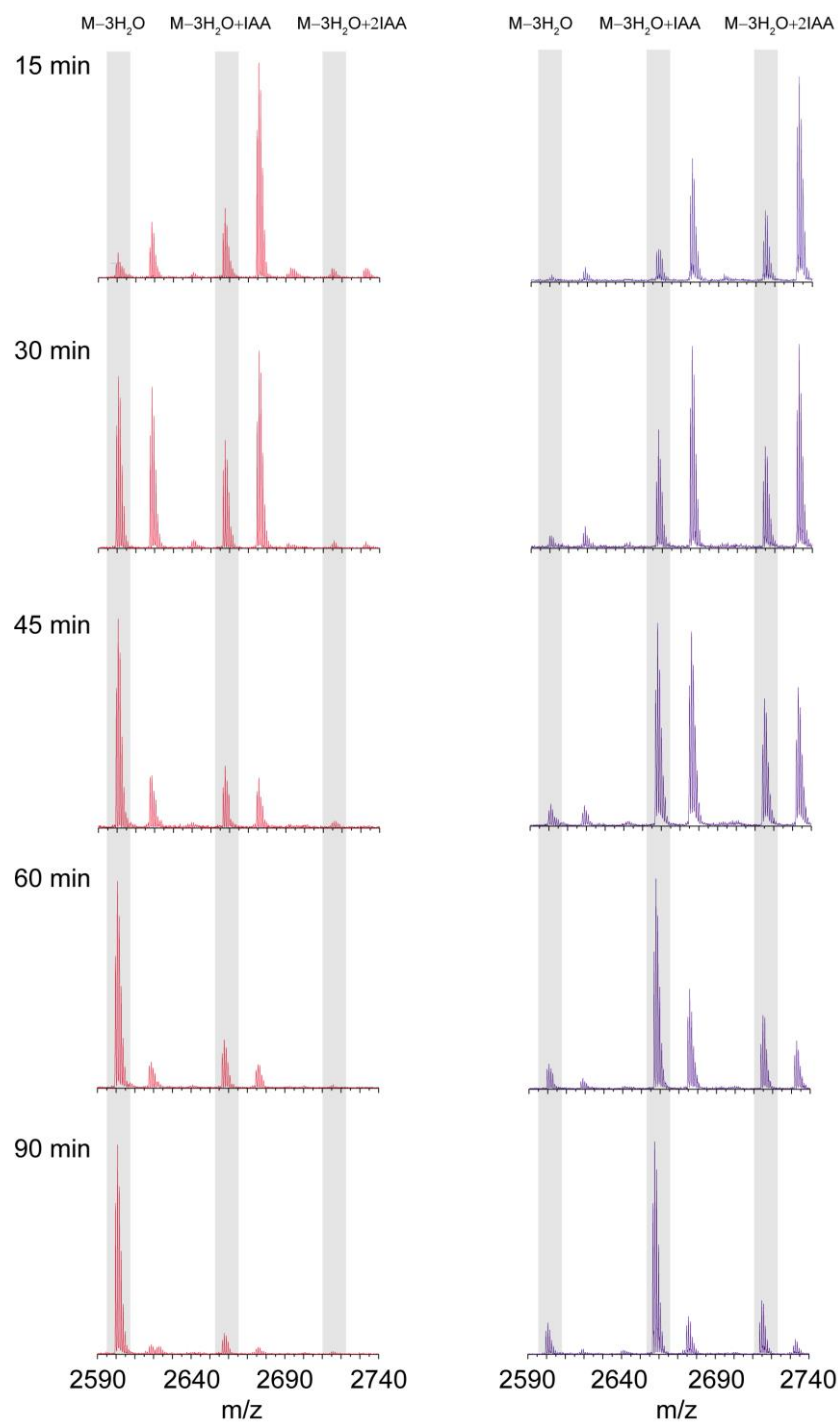 M–3H₂O M–3H₂O+IAA M–3H₂O+2IAA M–3H₂O M–3H₂O+IAA M–3H₂O+2IAA
15 min
30 min
45 min
60 min
90 min
2590 2640 2690 2740 2590 2640 2690 2740
m/z m/z